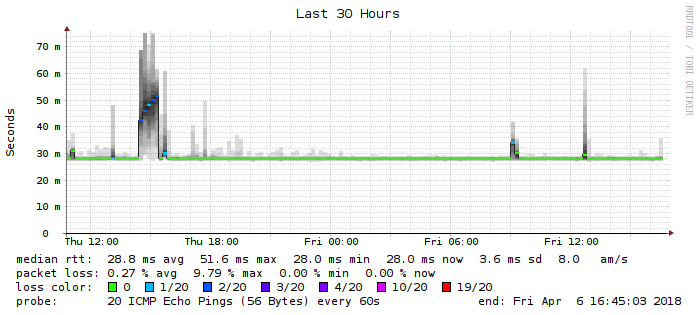 Last 30 Hours
RRDTOOL / TOBI OETIKER
Seconds
70 m
60 m
50 m
40 m
30 m
20 m
10 m
0
Thu 12:00 Thu 18:00 Fri 00:00 Fri 06:00 Fri 12:00
median rtt: 28.8 ms avg 51.6 ms max 28.0 ms min 28.0 ms now 3.6 ms sd 8.0 am/s
packet loss: 0.27 % avg 9.79 % max 0.00 % min 0.00 % now
loss color: 0 1/20 2/20 3/20 4/20 10/20 19/20
probe: 20 ICMP Echo Pings (56 Bytes) every 60s end: Fri Apr 6 16:45:03 2018